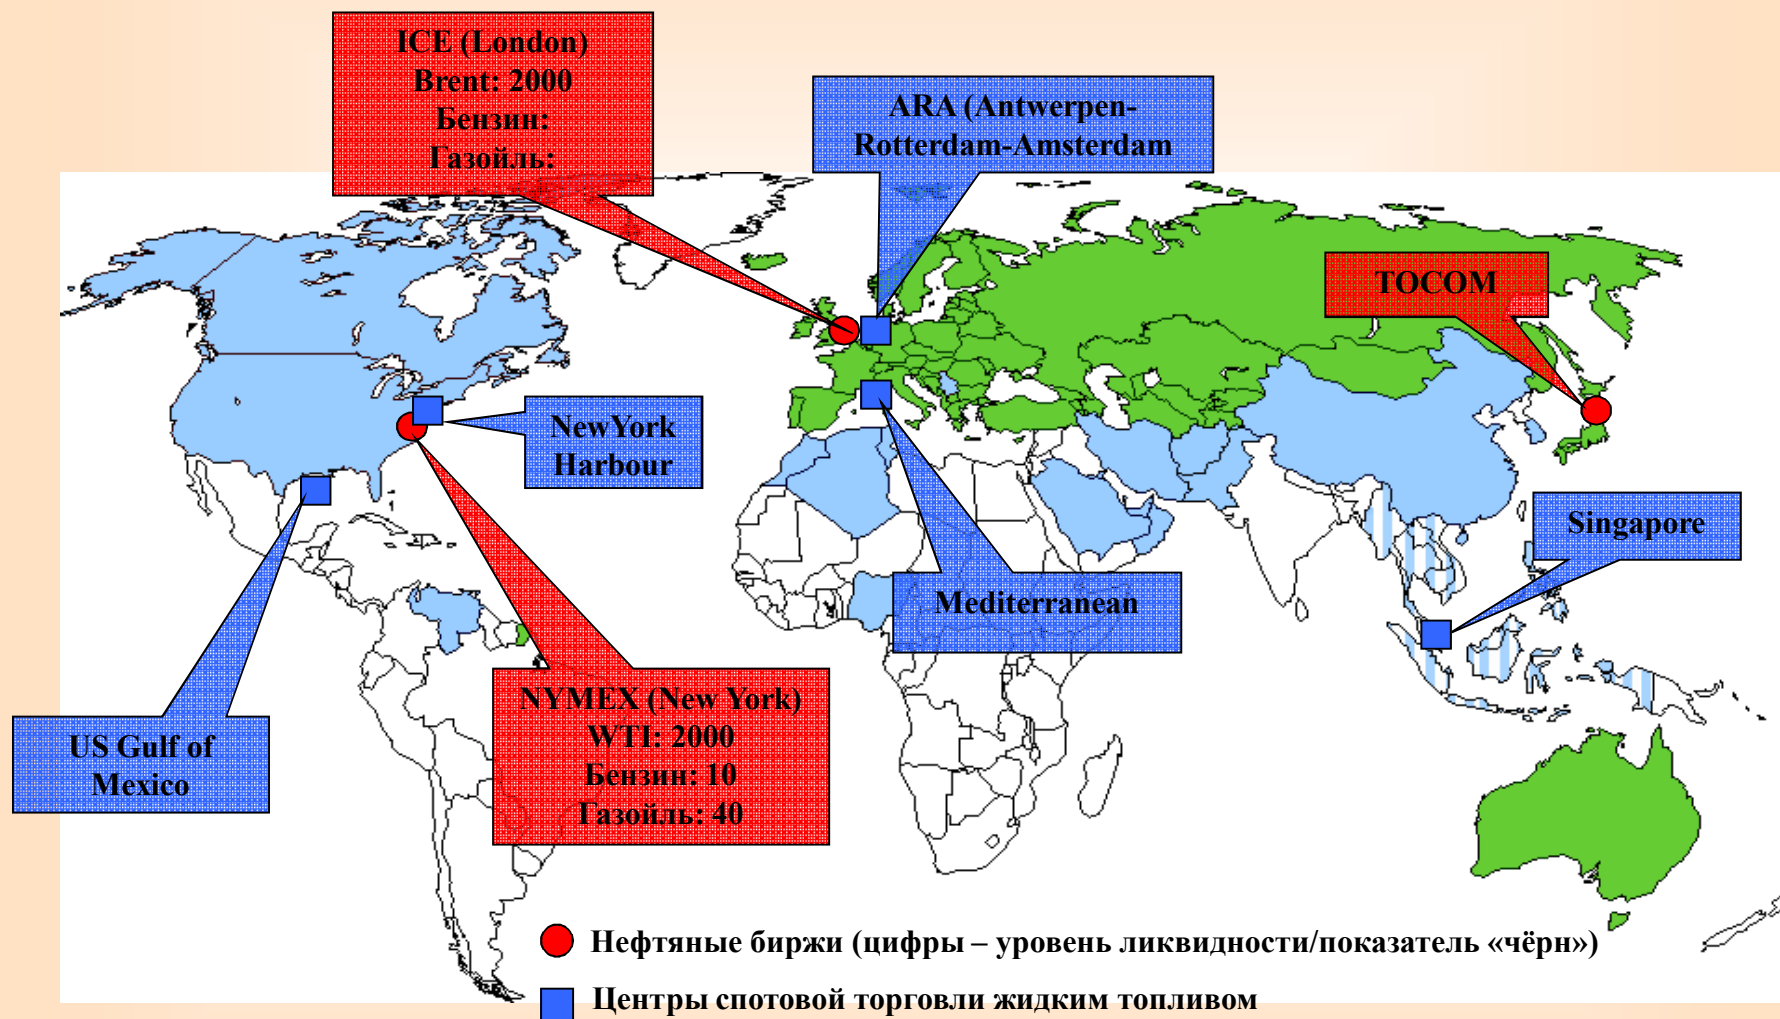 ICE (London)
Brent: 2000
Бензин:
Газойль:
ARA (Antwerpen-
Rotterdam-Amsterdam
TOCOM
NewYork
Harbour
Singapore
Mediterranean
NYMEX (New York)
WTI: 2000
Бензин: 10
Газойль: 40
US Gulf of
Mexico
Нефтяные биржи (цифры – уровень ликвидности/показатель «чёрн»)
Центры спотовой торговли жидким топливом